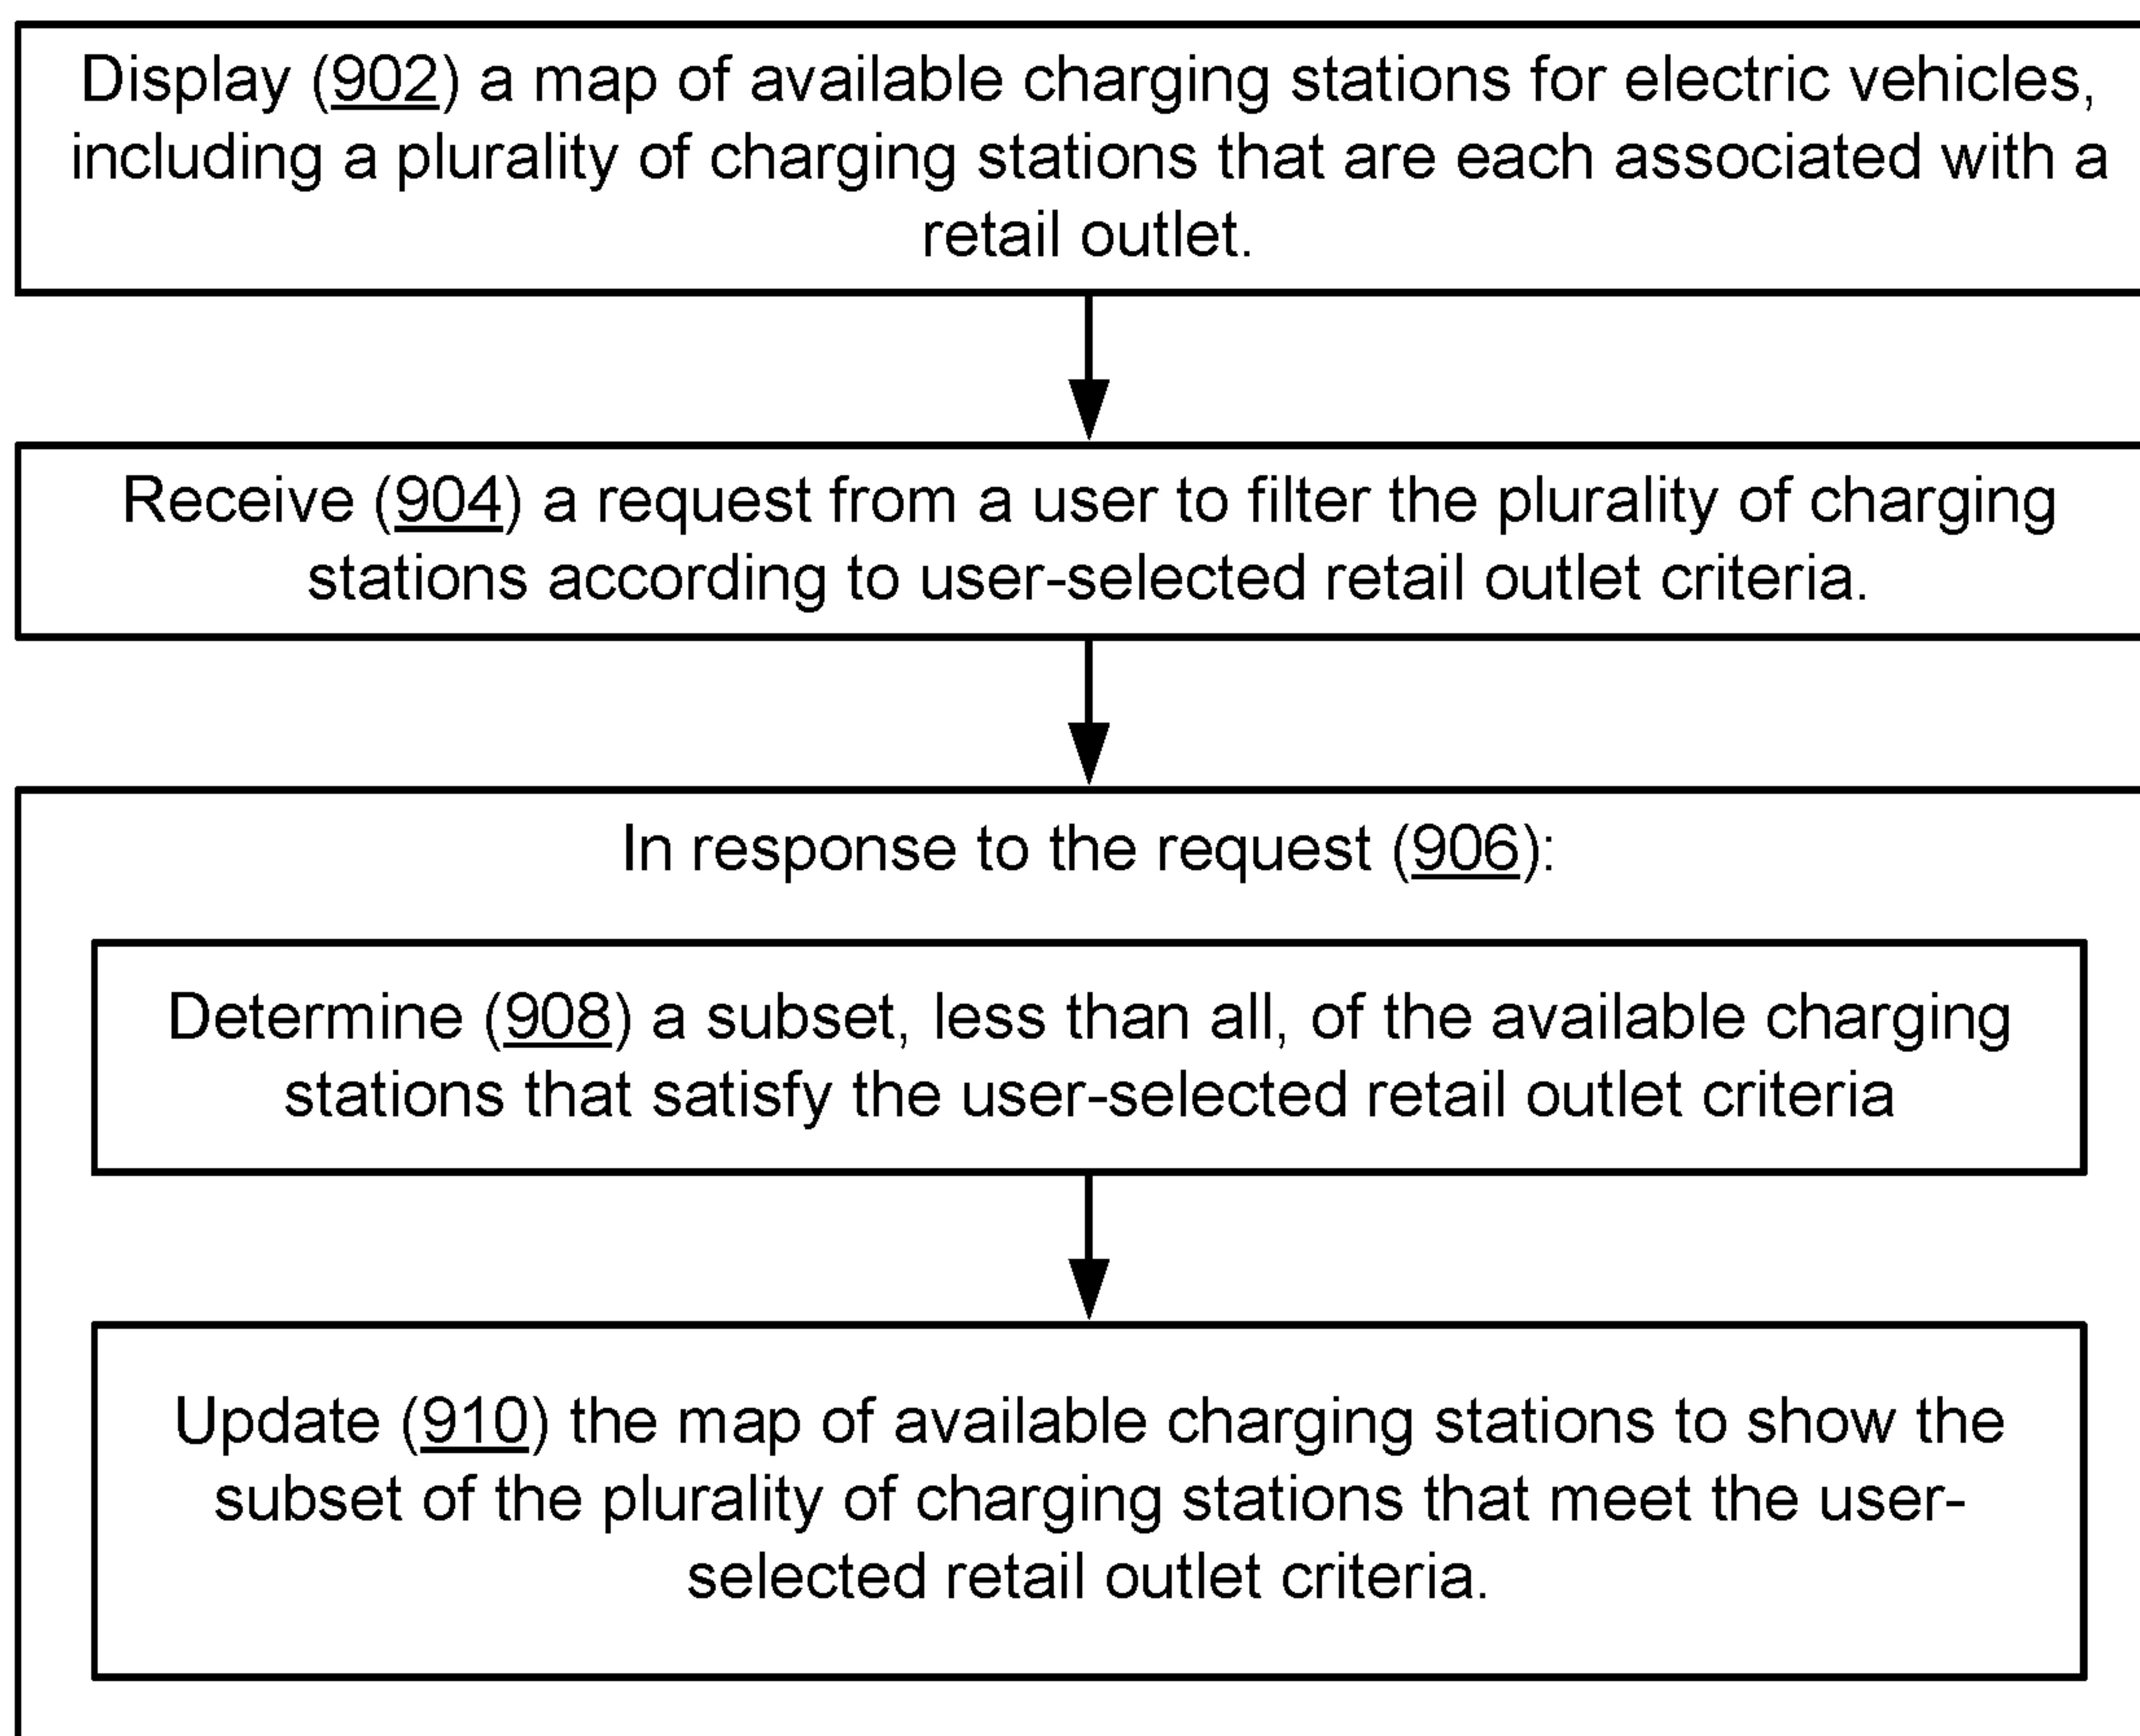 Display (902) a map of available charging stations for electric vehicles,
including a plurality of charging stations that are each associated with a
retail outlet.
Receive (904) a request from a user to filter the plurality of charging
stations according to user-selected retail outlet criteria.
In response to the request (906):
Determine (908) a subset, less than all, of the available charging
stations that satisfy the user-selected retail outlet criteria
Update (910) the map of available charging stations to show the
subset of the plurality of charging stations that meet the user-
selected retail outlet criteria.